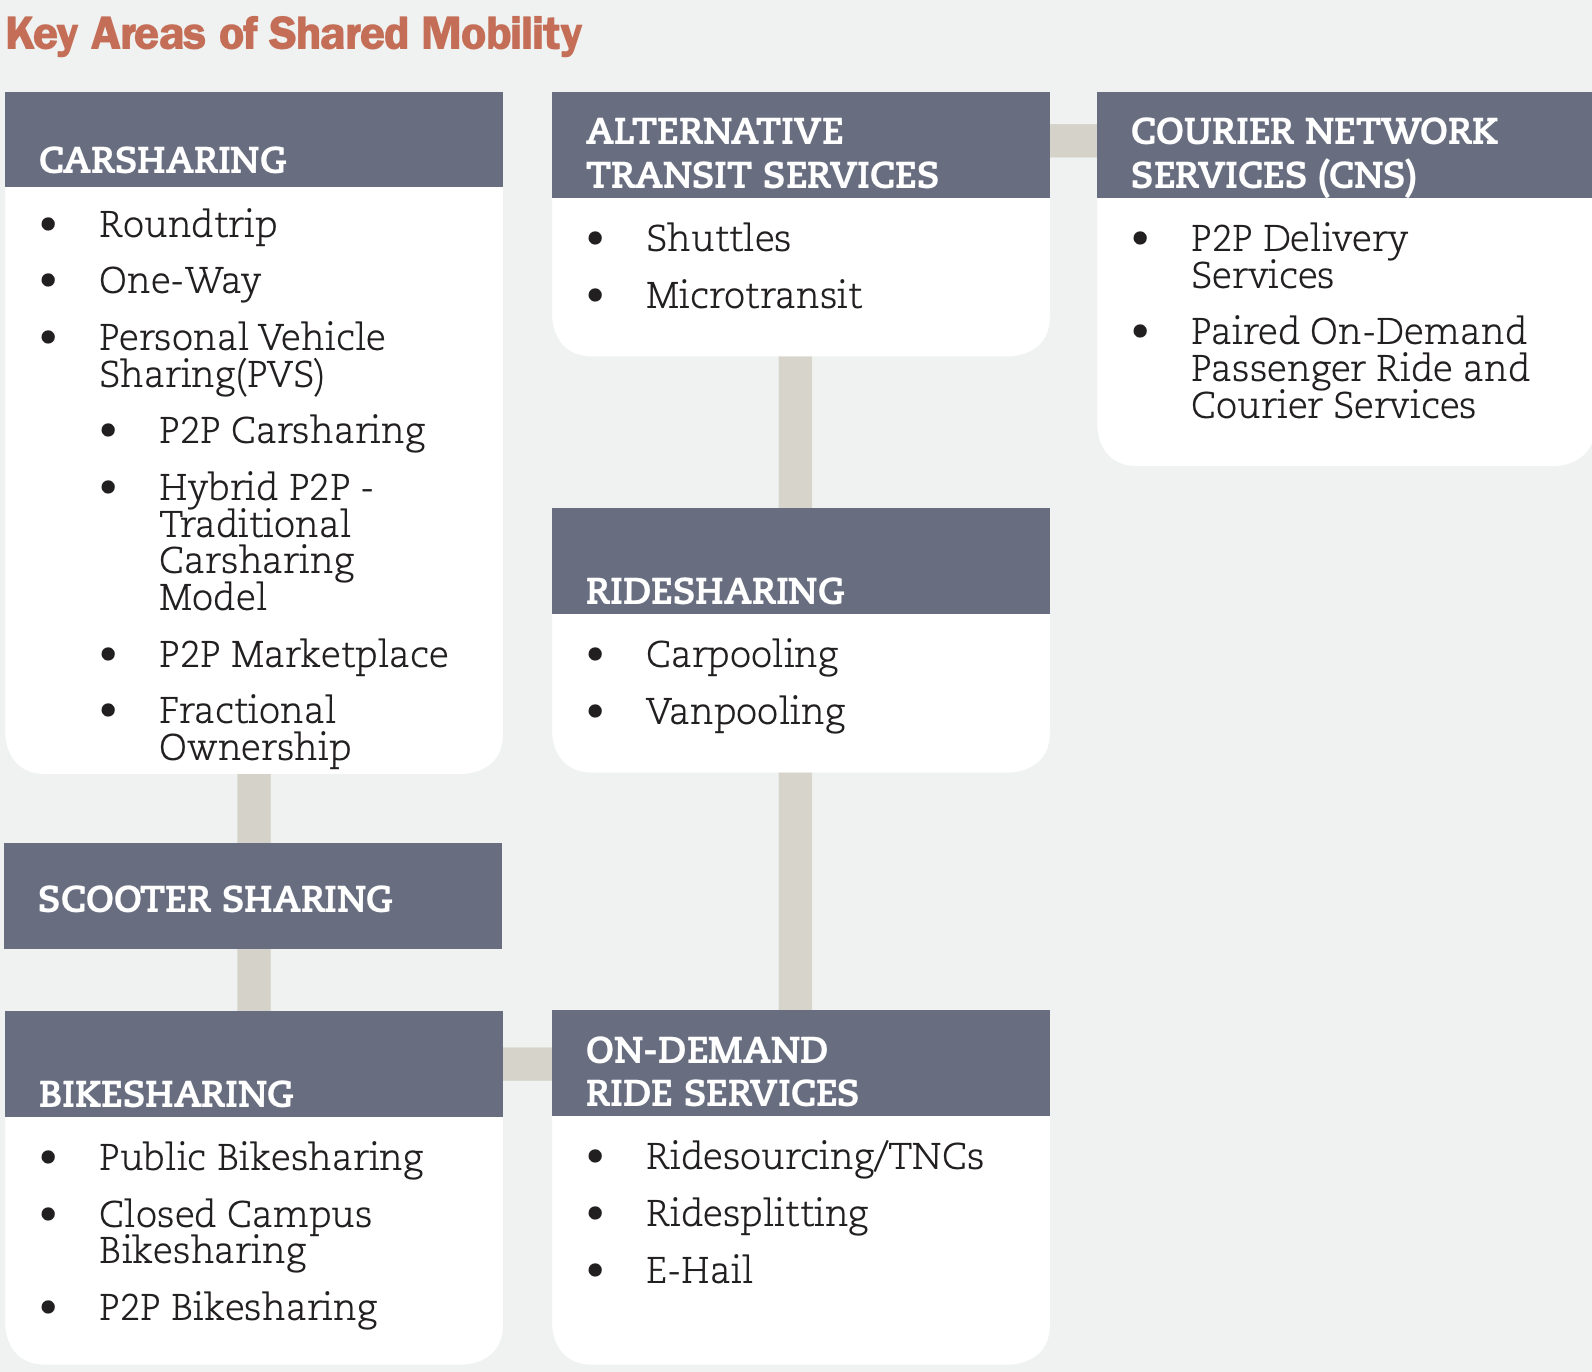 Key Areas of Shared Mobility
CARSHARING
• Roundtrip
• One-Way
• Personal Vehicle
Sharing(PVS)
• P2P Carsharing
• Hybrid P2P -
Traditional
Carsharing
Model
• P2P Marketplace
• Fractional
Ownership
SCOOTER SHARING
BIKESHARING
• Public Bikesharing
• Closed Campus
Bikesharing
• P2P Bikesharing
ALTERNATIVE
TRANSIT SERVICES
• Shuttles
• Microtransit
RIDESHARING
• Carpooling
• Vanpooling
ON-DEMAND
RIDE SERVICES
• Ridesourcing/TNCs
• Ridesplitting
• E-Hail
COURIER NETWORK
SERVICES (CNS)
• P2P Delivery
Services
• Paired On-Demand
Passenger Ride and
Courier Services